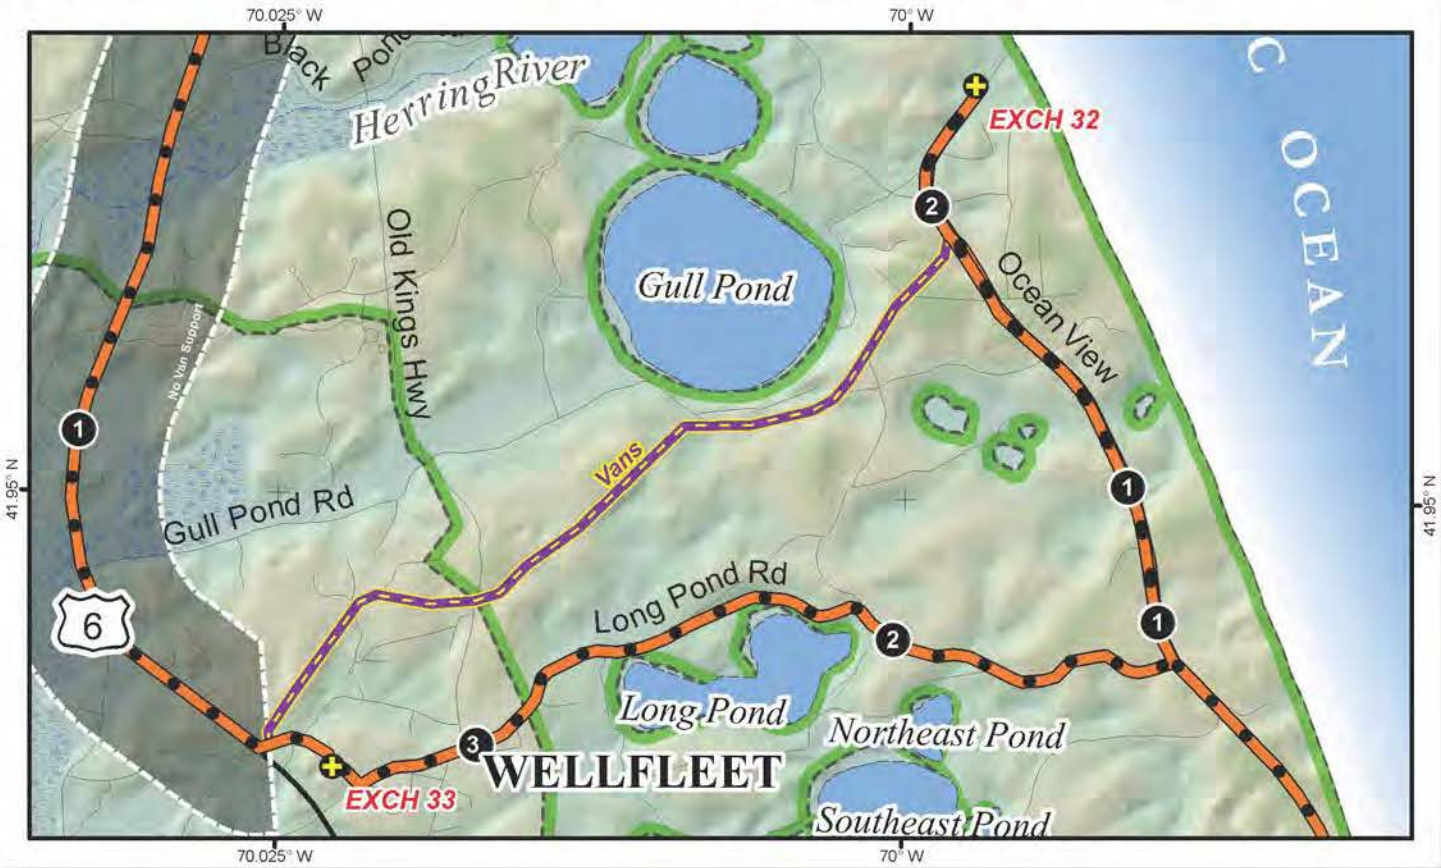 70.025° W
70° W
Black
Pond
C OCEAN
Herring River
EXCH 32
2
Old Kings Hwy
Gull Pond
Ocean View
No Van Support
1
Vans
1
41.95° N
41.95° N
Gull Pond Rd
Long Pond Rd
6
1
2
Long Pond
Northeast Pond
3
WELLFLEET
EXCH 33
Southeast Pond
70.025° W
70° W